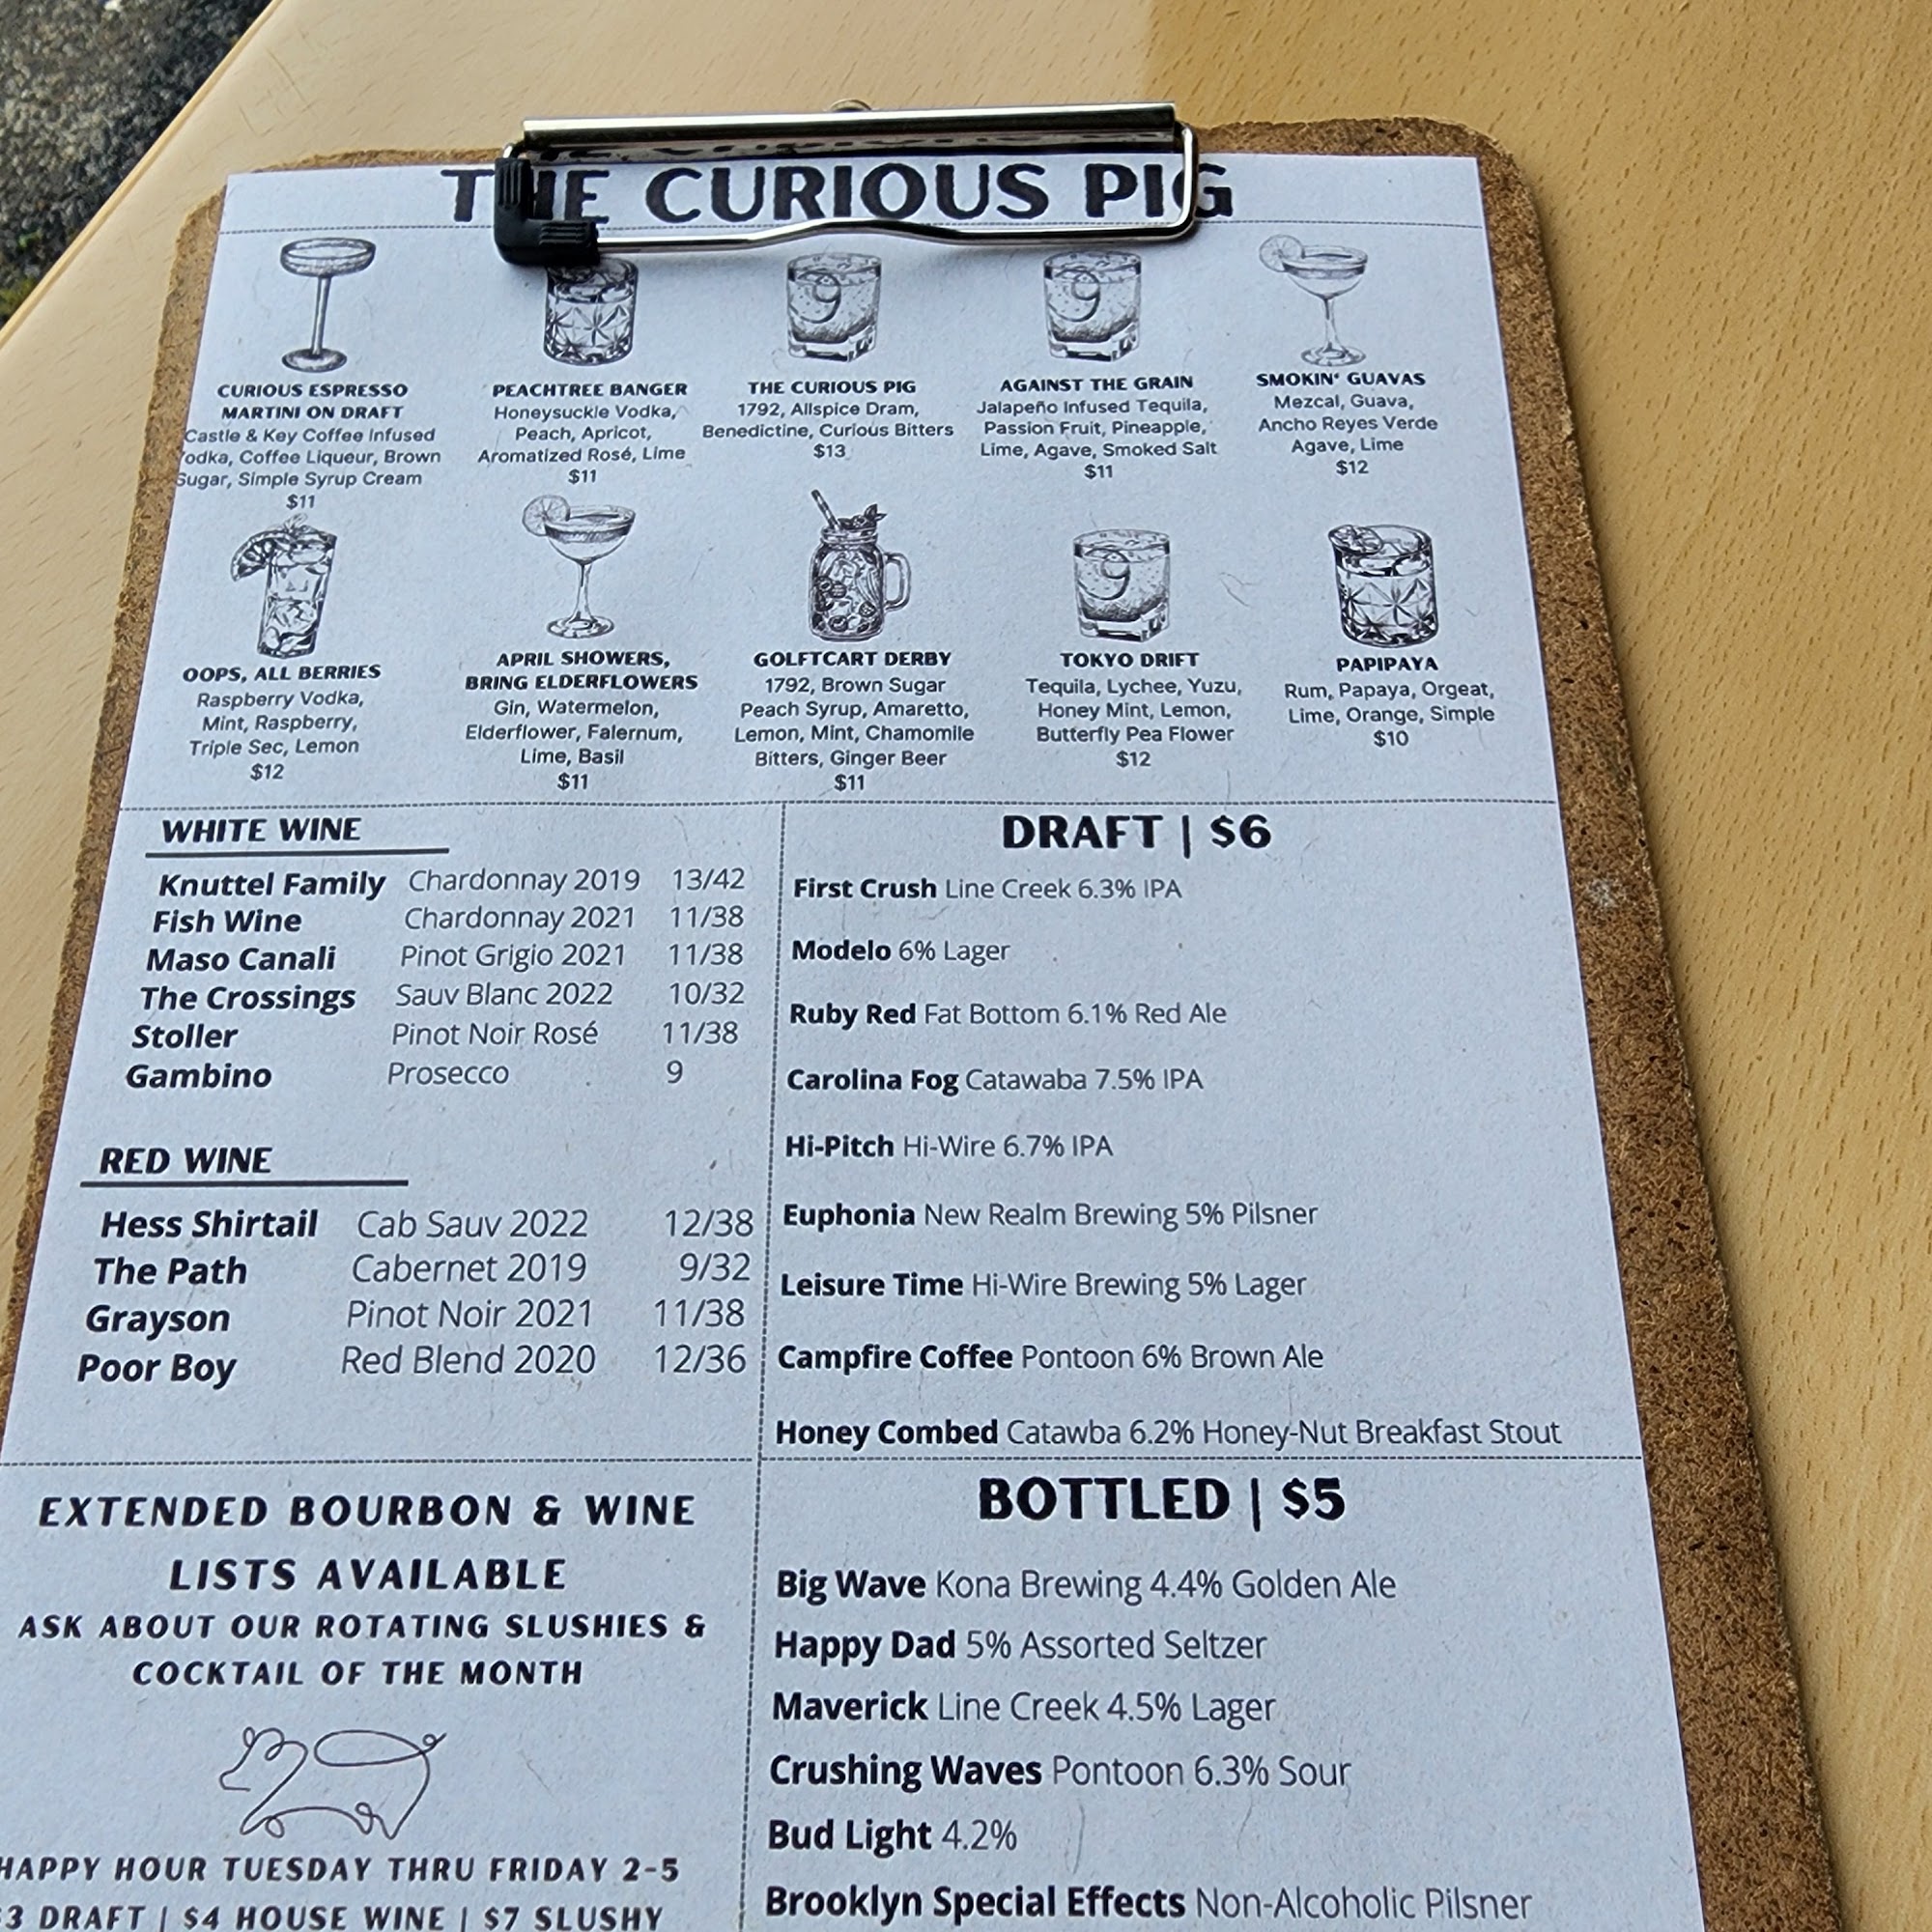 THE CURIOUS PIG
CURIOUS ESPRESSO
MARTINI ON DRAFT
Castle & Key Coffee Infused
Vodka, Coffee Liqueur, Brown
Sugar, Simple Syrup Cream
$11
PEACHTREE BANGER
Honeysuckle Vodka,
Peach, Apricot,
Aromatized Rosé, Lime
$11
9
THE CURIOUS PIG
1792, Allspice Dram,
Benedictine, Curious Bitters
$13
9
AGAINST THE GRAIN
Jalapeño Infused Tequila,
Passion Fruit, Pineapple,
Lime, Agave, Smoked Salt
$11
SMOKIN' GUAVAS
Mezcal, Guava,
Ancho Reyes Verde
Agave, Lime
$12
OOPS, ALL BERRIES
Raspberry Vodka,
Mint, Raspberry,
Triple Sec, Lemon
$12
APRIL SHOWERS,
BRING ELDERFLOWERS
Gin, Watermelon,
Elderflower, Falernum,
Lime, Basil
$11
GOLFTCART DERBY
1792, Brown Sugar
Peach Syrup, Amaretto,
Lemon, Mint, Chamomile
Bitters, Ginger Beer
$11
9
TOKYO DRIFT
Tequila, Lychee, Yuzu,
Honey Mint, Lemon,
Butterfly Pea Flower
$12
PAPIPAYA
Rum, Papaya, Orgeat,
Lime, Orange, Simple
$10
WHITE WINE
Knuttel Family Chardonnay 2019 13/42
Fish Wine Chardonnay 2021 11/38
Maso Canali Pinot Grigio 2021 11/38
The Crossings Sauv Blanc 2022 10/32
Stoller Pinot Noir Rosé 11/38
Gambino Prosecco 9
RED WINE
Hess Shirtail Cab Sauv 2022 12/38
The Path Cabernet 2019 9/32
Grayson Pinot Noir 2021 11/38
Poor Boy Red Blend 2020 12/36
EXTENDED BOURBON & WINE
LISTS AVAILABLE
ASK ABOUT OUR ROTATING SLUSHIES &
COCKTAIL OF THE MONTH
HAPPY HOUR TUESDAY THRU FRIDAY 2-5
$3 DRAFT | $4 HOUSE WINE | $7 SLUSHY
DRAFT | $6
First Crush Line Creek 6.3% IPA
Modelo 6% Lager
Ruby Red Fat Bottom 6.1% Red Ale
Carolina Fog Catawaba 7.5% IPA
Hi-Pitch Hi-Wire 6.7% IPA
Euphonia New Realm Brewing 5% Pilsner
Leisure Time Hi-Wire Brewing 5% Lager
Campfire Coffee Pontoon 6% Brown Ale
Honey Combed Catawba 6.2% Honey-Nut Breakfast Stout
BOTTLED | $5
Big Wave Kona Brewing 4.4% Golden Ale
Happy Dad 5% Assorted Seltzer
Maverick Line Creek 4.5% Lager
Crushing Waves Pontoon 6.3% Sour
Bud Light 4.2%
Brooklyn Special Effects Non-Alcoholic Pilsner